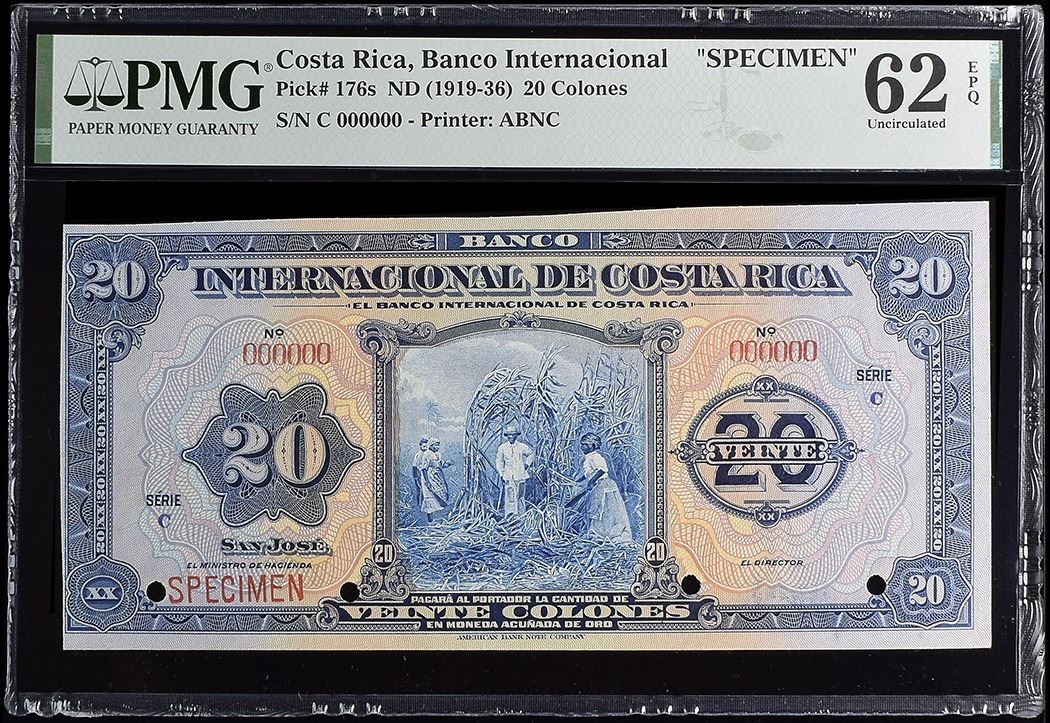 PMG®
PAPER MONEY GUARANTY
Costa Rica, Banco Internacional "SPECIMEN"
Pick# 176s ND (1919-36) 20 Colones
S/N C 000000 - Printer: ABNC
62 EPQ
Uncirculated
BANCO
20 INTERNACIONAL DE COSTA RICA 20
EL BANCO INTERNACIONAL DE COSTA RICA
Nº Nº
000000 000000
SÉRIE
C
XX
20 20
VEINTE
XX
SÉRIE
C
SAN JOSÉ,
EL MINISTRO DE HACIENDA
EL DIRECTOR
20 20
XX SPECIMEN 20
PAGARÁ AL PORTADOR LA CANTIDAD DE
VEINTE COLONES
EN MONEDA ACUÑADA DE ORO
AMERICAN BANK NOTE COMPANY